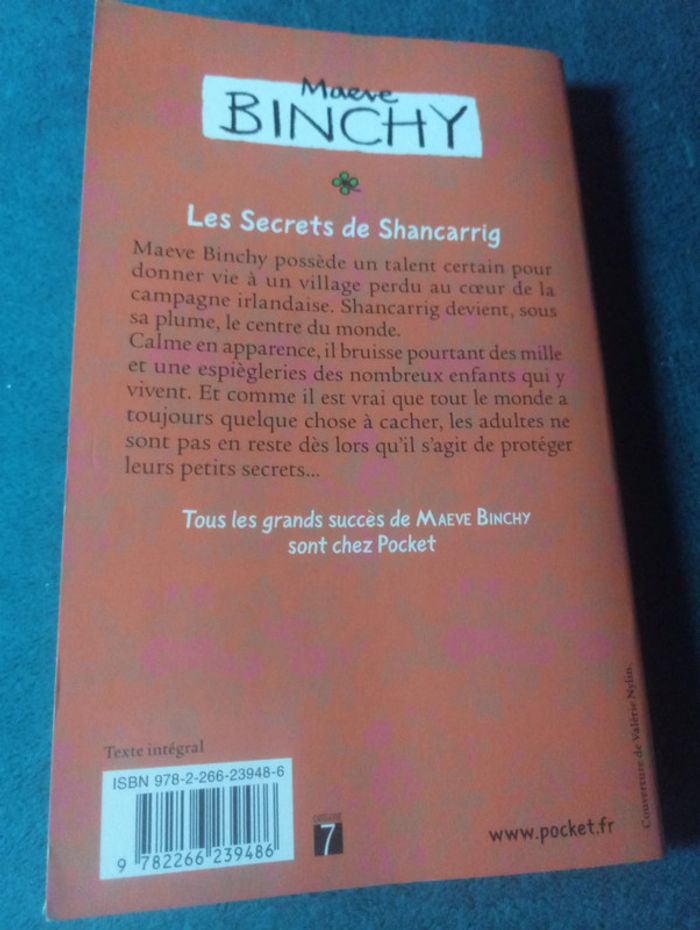 Maeve
BINCHY
Les Secrets de Shancarrig
Maeve Binchy possède un talent certain pour
donner vie à un village perdu au cœur de la
campagne irlandaise. Shancarrig devient, sous
sa plume, le centre du monde.
Calme en apparence, il bruisse pourtant des mille
et une espiègleries des nombreux enfants qui y
vivent. Et comme il est vrai que tout le monde a
toujours quelque chose à cacher, les adultes ne
sont pas en reste dès lors qu'il s'agit de protéger
leurs petits secrets...
Tous les grands succès de MAEVE BINCHY
sont chez Pocket
Texte intégral
ISBN 978-2-266-23948-6
9 782266 239486
CATÉGORIE
7
www.pocket.fr
Couverture de Valérie Nylin.